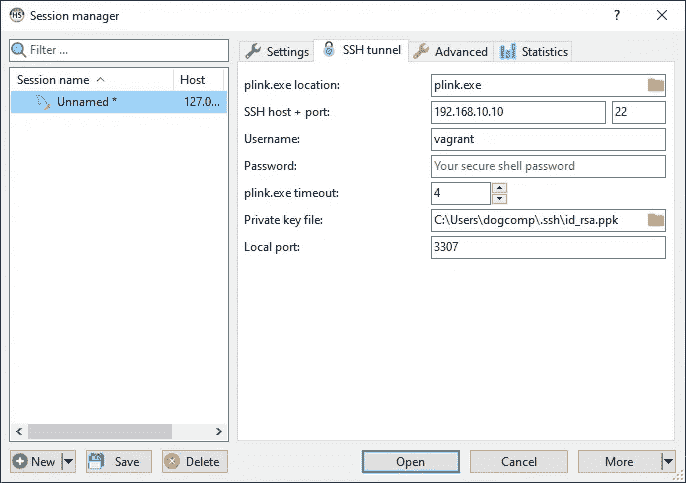 HS Session manager
Filter ...
Settings SSH tunnel Advanced Statistics
Session name Host
Unnamed * 127.0...
plink.exe location: plink.exe
SSH host + port: 192.168.10.10 22
Username: vagrant
Password: Your secure shell password
plink.exe timeout: 4
Private key file: C:\Users\dogcomp\.ssh\id_rsa.ppk
Local port: 3307
New Save Delete Open Cancel More